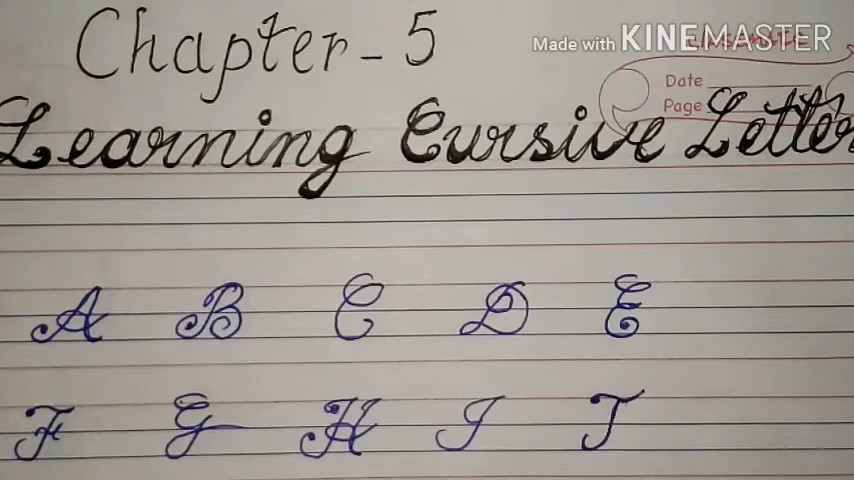 Chapter - 5
Made with KINEMASTER
Date
Page
Learning Cursive Letter
A B C D E
F G H I J